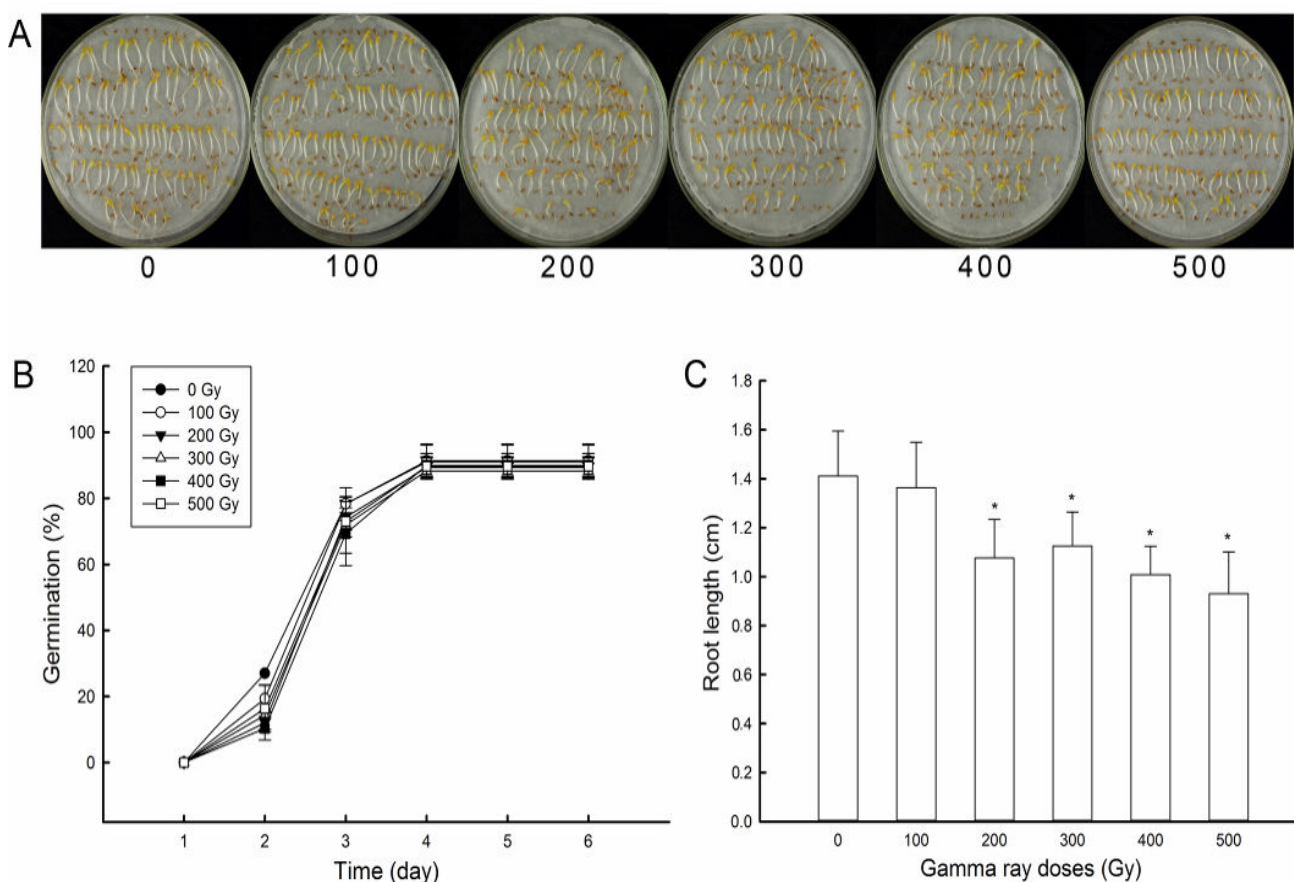 A
0 100 200 300 400 500
B
Germination (%)
120
100
80
60
40
20
0
0 Gy
100 Gy
200 Gy
300 Gy
400 Gy
500 Gy
1 2 3 4 5 6
Time (day)
C
Root length (cm)
1.8
1.6
1.4
1.2
1.0
0.8
0.6
0.4
0.2
0.0
* * * *
0 100 200 300 400 500
Gamma ray doses (Gy)